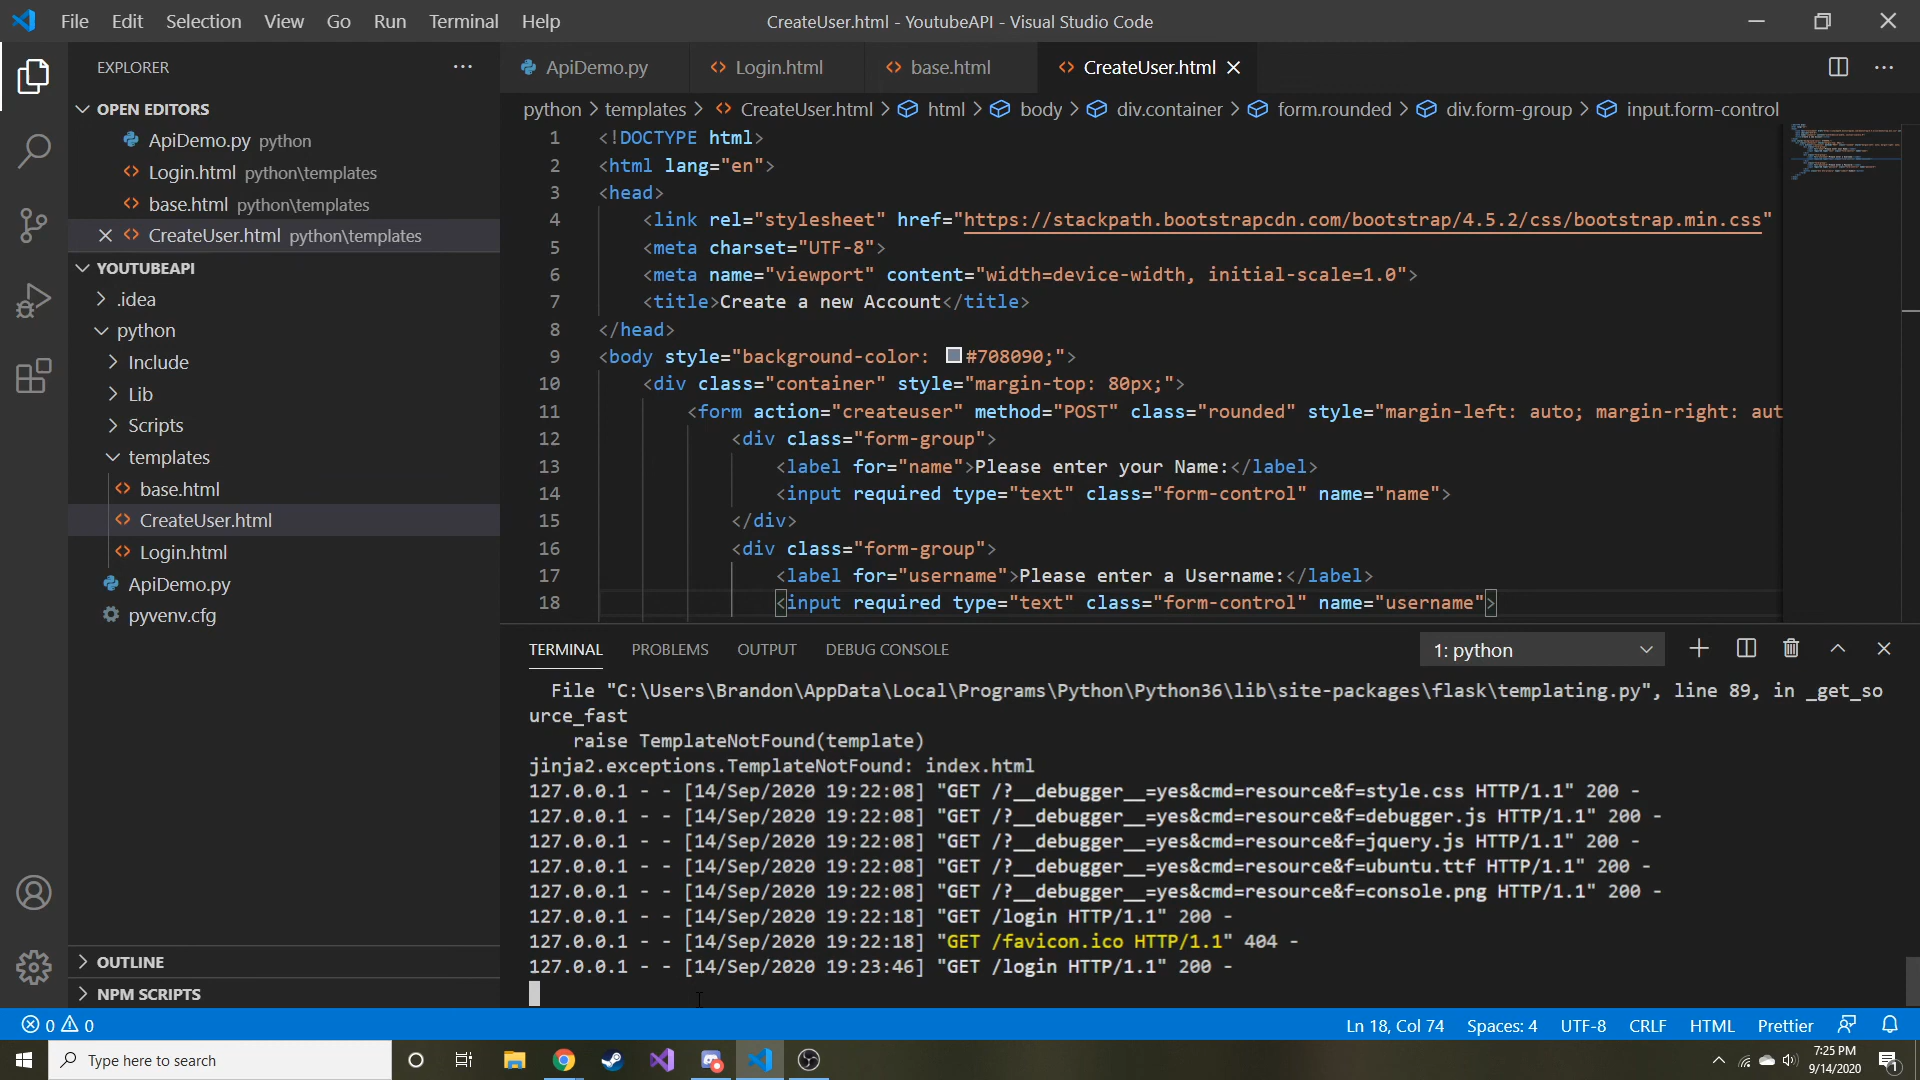 File Edit Selection View Go Run Terminal Help
CreateUser.html - YoutubeAPI - Visual Studio Code
EXPLORER
OPEN EDITORS
ApiDemo.py python
Login.html python\templates
base.html python\templates
CreateUser.html python\templates
YOUTUBEAPI
.idea
python
Include
Lib
Scripts
templates
base.html
CreateUser.html
Login.html
ApiDemo.py
pyvenv.cfg
OUTLINE
NPM SCRIPTS
ApiDemo.py Login.html base.html CreateUser.html
python > templates > CreateUser.html > html > body > div.container > form.rounded > div.form-group > input.form-control
1 <!DOCTYPE html>
2 <html lang="en">
3 <head>
4 <link rel="stylesheet" href="https://stackpath.bootstrapcdn.com/bootstrap/4.5.2/css/bootstrap.min.css"
5 <meta charset="UTF-8">
6 <meta name="viewport" content="width=device-width, initial-scale=1.0">
7 <title>Create a new Account</title>
8 </head>
9 <body style="background-color: #708090;">
10 <div class="container" style="margin-top: 80px;">
11 <form action="createuser" method="POST" class="rounded" style="margin-left: auto; margin-right: aut
12 <div class="form-group">
13 <label for="name">Please enter your Name:</label>
14 <input required type="text" class="form-control" name="name">
15 </div>
16 <div class="form-group">
17 <label for="username">Please enter a Username:</label>
18 <input required type="text" class="form-control" name="username">
TERMINAL PROBLEMS OUTPUT DEBUG CONSOLE
1: python
File "C:\Users\Brandon\AppData\Local\Programs\Python\Python36\lib\site-packages\flask\templating.py", line 89, in _get_so
urce_fast
raise TemplateNotFound(template)
jinja2.exceptions.TemplateNotFound: index.html
127.0.0.1 - - [14/Sep/2020 19:22:08] "GET /?__debugger__=yes&cmd=resource&f=style.css HTTP/1.1" 200 -
127.0.0.1 - - [14/Sep/2020 19:22:08] "GET /?__debugger__=yes&cmd=resource&f=debugger.js HTTP/1.1" 200 -
127.0.0.1 - - [14/Sep/2020 19:22:08] "GET /?__debugger__=yes&cmd=resource&f=jquery.js HTTP/1.1" 200 -
127.0.0.1 - - [14/Sep/2020 19:22:08] "GET /?__debugger__=yes&cmd=resource&f=ubuntu.ttf HTTP/1.1" 200 -
127.0.0.1 - - [14/Sep/2020 19:22:08] "GET /?__debugger__=yes&cmd=resource&f=console.png HTTP/1.1" 200 -
127.0.0.1 - - [14/Sep/2020 19:22:18] "GET /login HTTP/1.1" 200 -
127.0.0.1 - - [14/Sep/2020 19:22:18] "GET /favicon.ico HTTP/1.1" 404 -
127.0.0.1 - - [14/Sep/2020 19:23:46] "GET /login HTTP/1.1" 200 -
0 0
Ln 18, Col 74 Spaces: 4 UTF-8 CRLF HTML Prettier
Type here to search
7:25 PM
9/14/2020
1